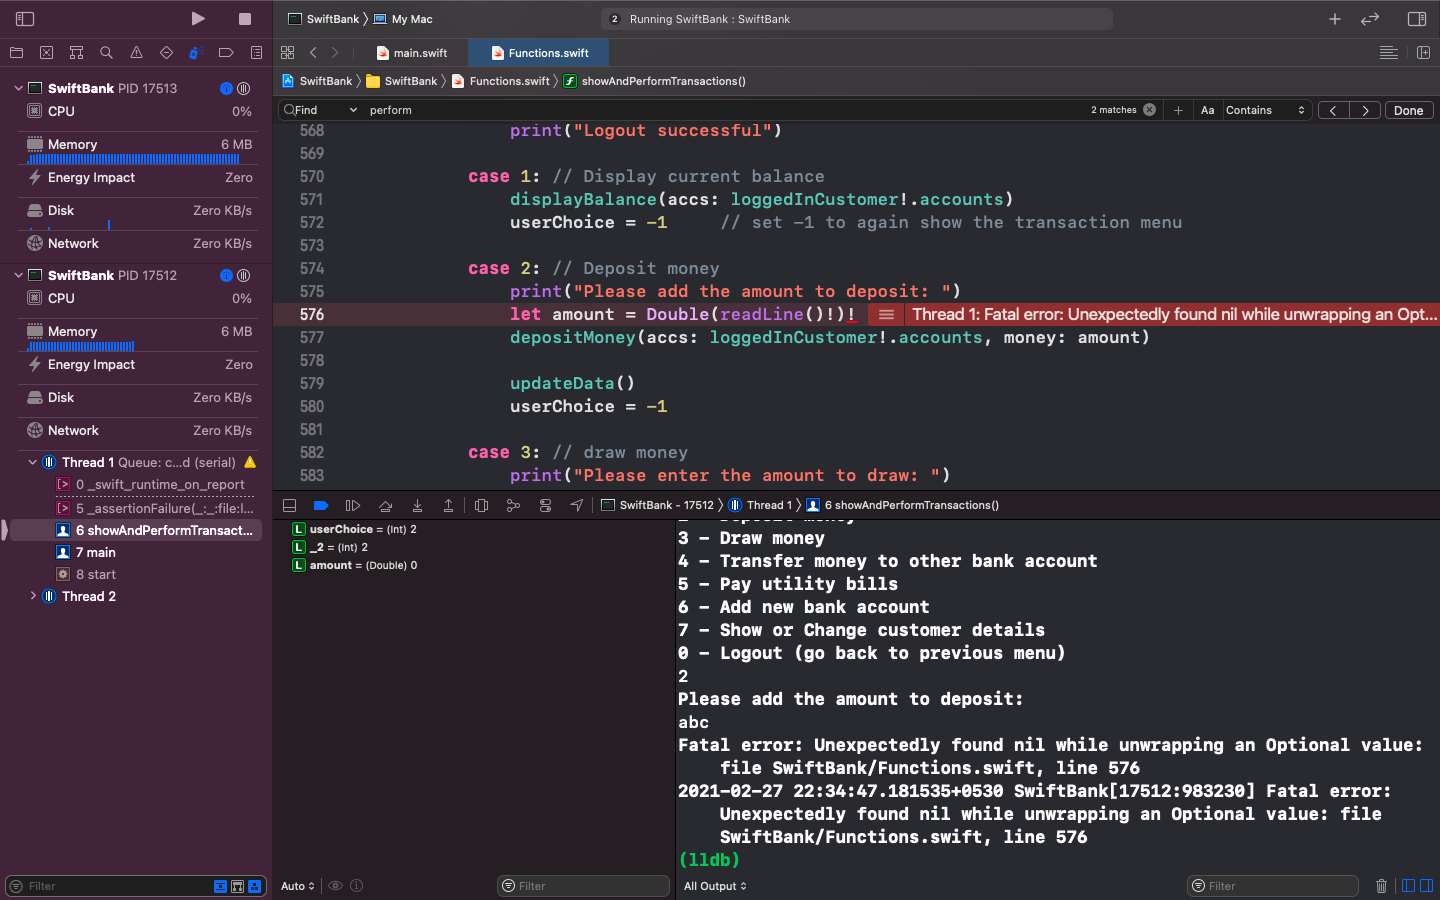 SwiftBank
My Mac
2 Running SwiftBank : SwiftBank
main.swift
Functions.swift
SwiftBank
SwiftBank
Functions.swift
showAndPerformTransactions()
Find
perform
2 matches
Aa
Contains
Done
SwiftBank PID 17513
CPU 0%
Memory 6 MB
Energy Impact Zero
Disk Zero KB/s
Network Zero KB/s
SwiftBank PID 17512
CPU 0%
Memory 6 MB
Energy Impact Zero
Disk Zero KB/s
Network Zero KB/s
Thread 1 Queue: c...d (serial)
0 _swift_runtime_on_report
5 _assertionFailure(_:_:file:l...
6 showAndPerformTransact...
7 main
8 start
Thread 2
Filter
568 print("Logout successful")
569
570 case 1: // Display current balance
571 displayBalance(accs: loggedInCustomer!.accounts)
572 userChoice = -1 // set -1 to again show the transaction menu
573
574 case 2: // Deposit money
575 print("Please add the amount to deposit: ")
576 let amount = Double(readLine()!)! Thread 1: Fatal error: Unexpectedly found nil while unwrapping an Opt...
577 depositMoney(accs: loggedInCustomer!.accounts, money: amount)
578
579 updateData()
580 userChoice = -1
581
582 case 3: // draw money
583 print("Please enter the amount to draw: ")
SwiftBank - 17512
Thread 1
6 showAndPerformTransactions()
L userChoice = (Int) 2
L _2 = (Int) 2
L amount = (Double) 0
Auto
Filter
2 - Deposit money
3 - Draw money
4 - Transfer money to other bank account
5 - Pay utility bills
6 - Add new bank account
7 - Show or Change customer details
0 - Logout (go back to previous menu)
2
Please add the amount to deposit:
abc
Fatal error: Unexpectedly found nil while unwrapping an Optional value:
file SwiftBank/Functions.swift, line 576
2021-02-27 22:34:47.181535+0530 SwiftBank[17512:983230] Fatal error:
Unexpectedly found nil while unwrapping an Optional value: file
SwiftBank/Functions.swift, line 576
(lldb)
All Output
Filter